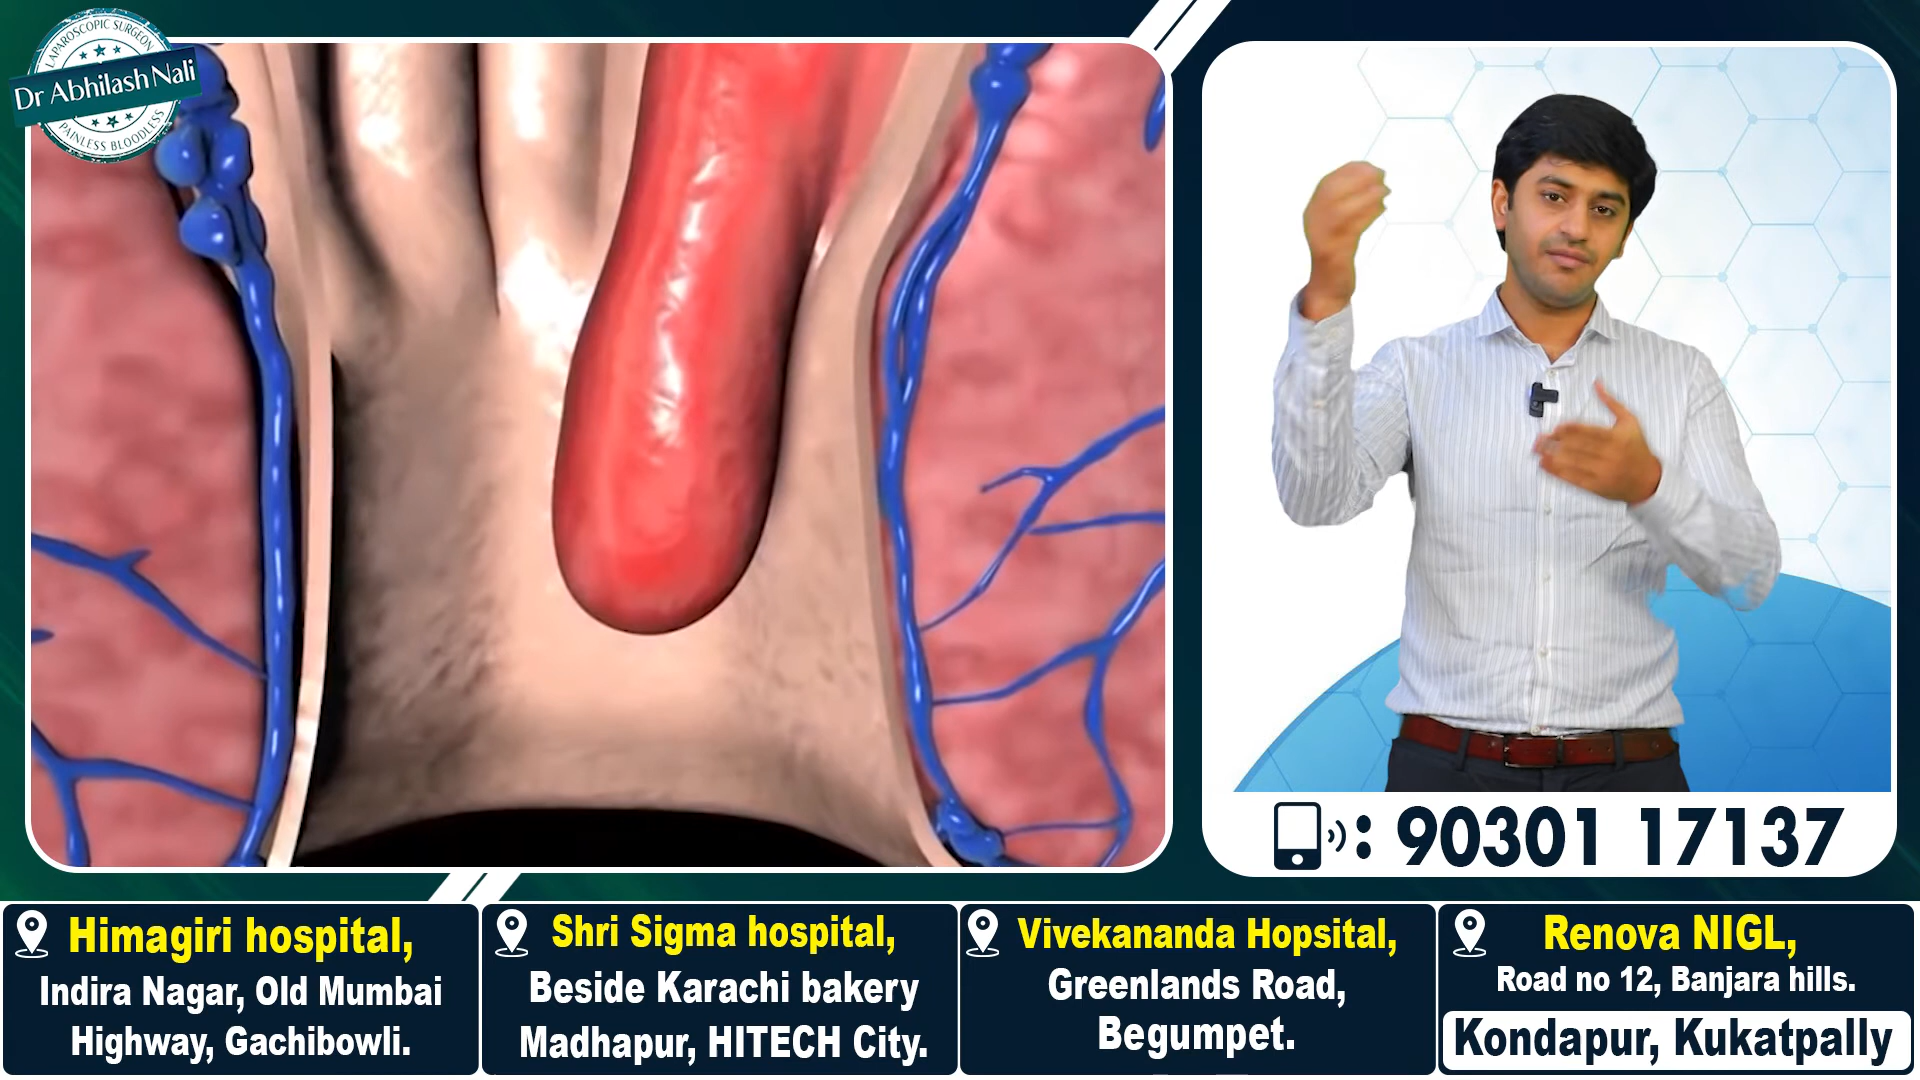 LAPAROSCOPIC SURGEON
Dr Abhilash Nali
PAINLESS BLOODLESS
: 90301 17137
Himagiri hospital,
Indira Nagar, Old Mumbai
Highway, Gachibowli.
Shri Sigma hospital,
Beside Karachi bakery
Madhapur, HITECH City.
Vivekananda Hopsital,
Greenlands Road,
Begumpet.
Renova NIGL,
Road no 12, Banjara hills.
Kondapur, Kukatpally